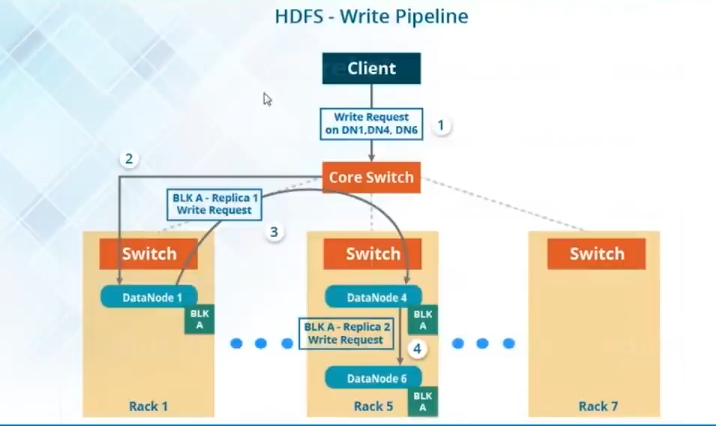 HDFS - Write Pipeline
Client
Write Request
on DN1,DN4, DN6
1
2
Core Switch
BLK A - Replica 1
Write Request
3
Switch
Switch
Switch
DataNode 1
DataNode 4
BLK
A
BLK
A
BLK A - Replica 2
Write Request
4
DataNode 6
BLK
A
Rack 1
Rack 5
Rack 7